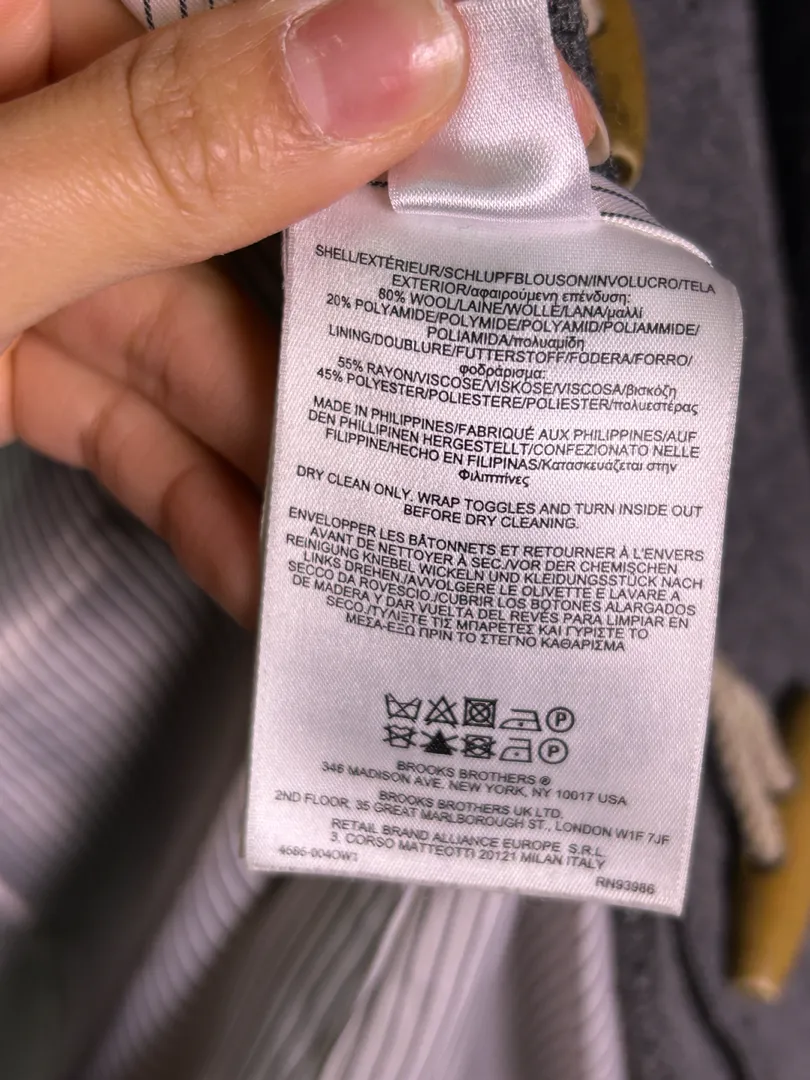 SHELL/EXTÉRIEUR/SCHLUPFBLOUSON/INVOLUCRO/TELA
EXTERIOR/αφαιρούμενη επένδυση:
80% WOOL/LAINE/WOLLE/LANA/μαλλί
20% POLYAMIDE/POLYMIDE/POLYAMID/POLIAMMIDE/
POLIAMIDA/πολυαμίδη
LINING/DOUBLURE/FUTTERSTOFF/FODERA/FORRO/
φοδράρισμα:
55% RAYON/VISCOSE/VISKOSE/VISCOSA/βισκόζη
45% POLYESTER/POLIESTERE/POLIESTER/πολυεστέρας
MADE IN PHILIPPINES/FABRIQUÉ AUX PHILIPPINES/AUF
DEN PHILLIPINEN HERGESTELLT/CONFEZIONATO NELLE
FILIPPINE/HECHO EN FILIPINAS/Κατασκευάζεται στην
Φιλιππίνες
DRY CLEAN ONLY. WRAP TOGGLES AND TURN INSIDE OUT
BEFORE DRY CLEANING.
ENVELOPPER LES BÂTONNETS ET RETOURNER À L'ENVERS
AVANT DE NETTOYER À SEC./VOR DER CHEMISCHEN
REINIGUNG KNEBEL WICKELN UND KLEIDUNGSSTÜCK NACH
LINKS DREHEN./AVVOLGERE LE OLIVETTE E LAVARE A
SECCO DA ROVESCIO./CUBRIR LOS BOTONES ALARGADOS
DE MADERA Y DAR VUELTA DEL REVÉS PARA LIMPIAR EN
SECO./ΤΥΛΙΞΤΕ ΤΙΣ ΜΠΑΡΕΤΕΣ ΚΑΙ ΓΥΡΙΣΤΕ ΤΟ
ΜΕΣΑ-ΕΞΩ ΠΡΙΝ ΤΟ ΣΤΕΓΝΟ ΚΑΘΑΡΙΣΜΑ
P
P
BROOKS BROTHERS ®
346 MADISON AVE. NEW YORK, NY 10017 USA
BROOKS BROTHERS UK LTD.
2ND FLOOR, 35 GREAT MARLBOROUGH ST., LONDON W1F 7JF
RETAIL BRAND ALLIANCE EUROPE S.R.L.
3, CORSO MATTEOTTI 20121 MILAN ITALY
RN93986